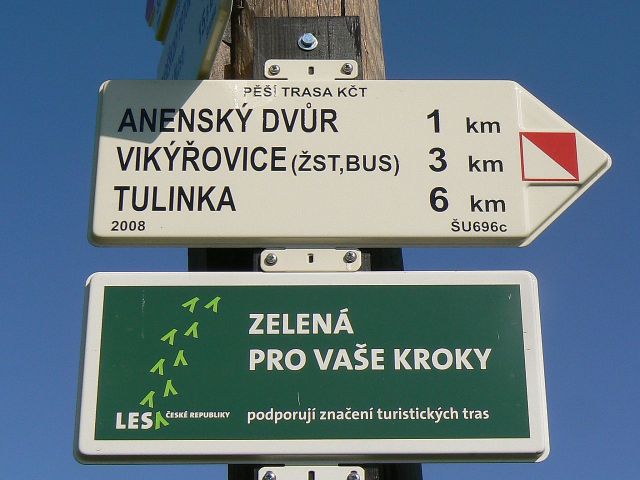 PĚŠÍ TRASA KČT
ANENSKÝ DVŮR 1 km
VIKÝŘOVICE (ŽST,BUS) 3 km
TULINKA 6 km
2008 ŠU696c
ZELENÁ
PRO VAŠE KROKY
LESY ČESKÉ REPUBLIKY podporují značení turistických tras